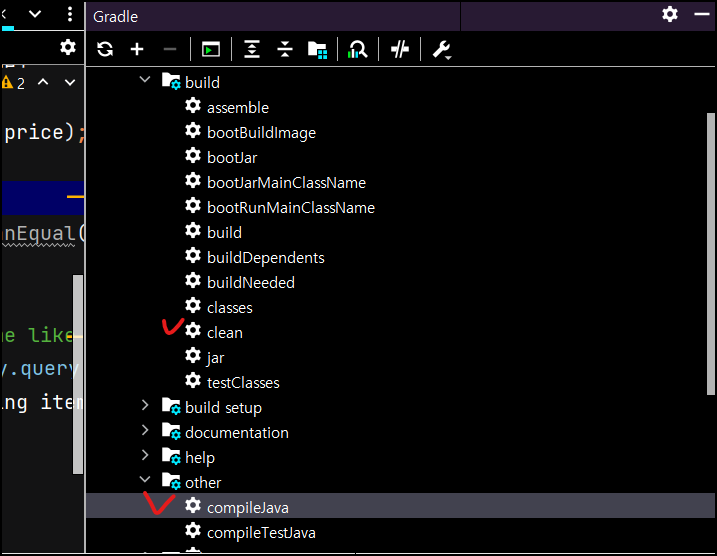 Gradle
2
build
assemble
price);
bootBuildImage
bootJar
bootJarMainClassName
bootRunMainClassName
nEqual(
build
buildDependents
buildNeeded
classes
e like
clean
y.query
jar
testClasses
ing item
build setup
documentation
help
other
compileJava
compileTestJava